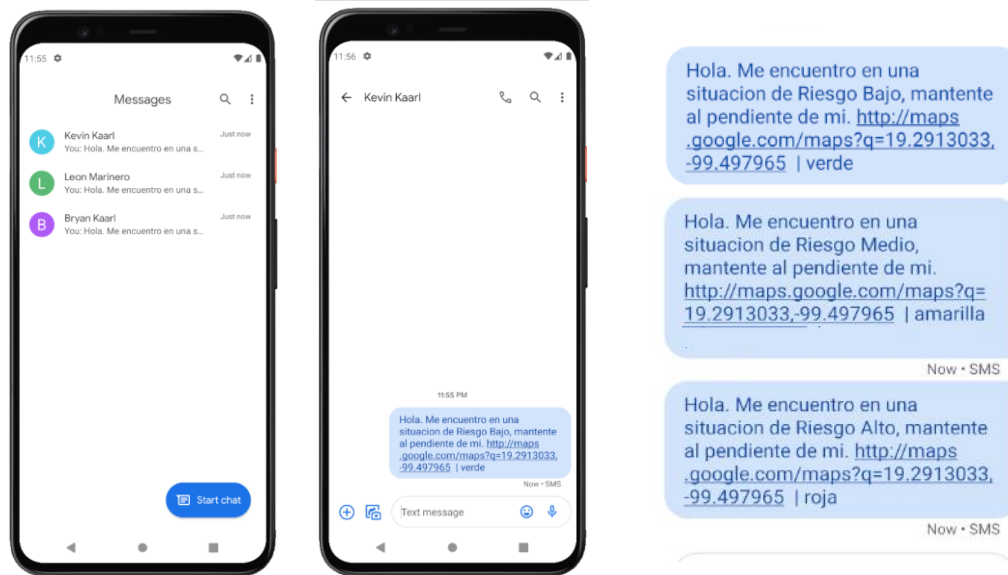 11:55
Messages
K
Kevin Kaarl
Just now
You: Hola. Me encuentro en una s...
L
Leon Marinero
Just now
You: Hola. Me encuentro en una s...
B
Bryan Kaarl
Just now
You: Hola. Me encuentro en una s...
Start chat
11:56
Kevin Kaarl
11:55 PM
Hola. Me encuentro en una
situacion de Riesgo Bajo, mantente
al pendiente de mi. http://maps
.google.com/maps?q=19.2913033,
-99.497965 | verde
Now • SMS
Text message
Hola. Me encuentro en una
situacion de Riesgo Bajo, mantente
al pendiente de mi. http://maps
.google.com/maps?q=19.2913033,
-99.497965 | verde
Hola. Me encuentro en una
situacion de Riesgo Medio,
mantente al pendiente de mi.
http://maps.google.com/maps?q=
19.2913033,-99.497965 | amarilla
Now • SMS
Hola. Me encuentro en una
situacion de Riesgo Alto, mantente
al pendiente de mi. http://maps
.google.com/maps?q=19.2913033,
-99.497965 | roja
Now • SMS